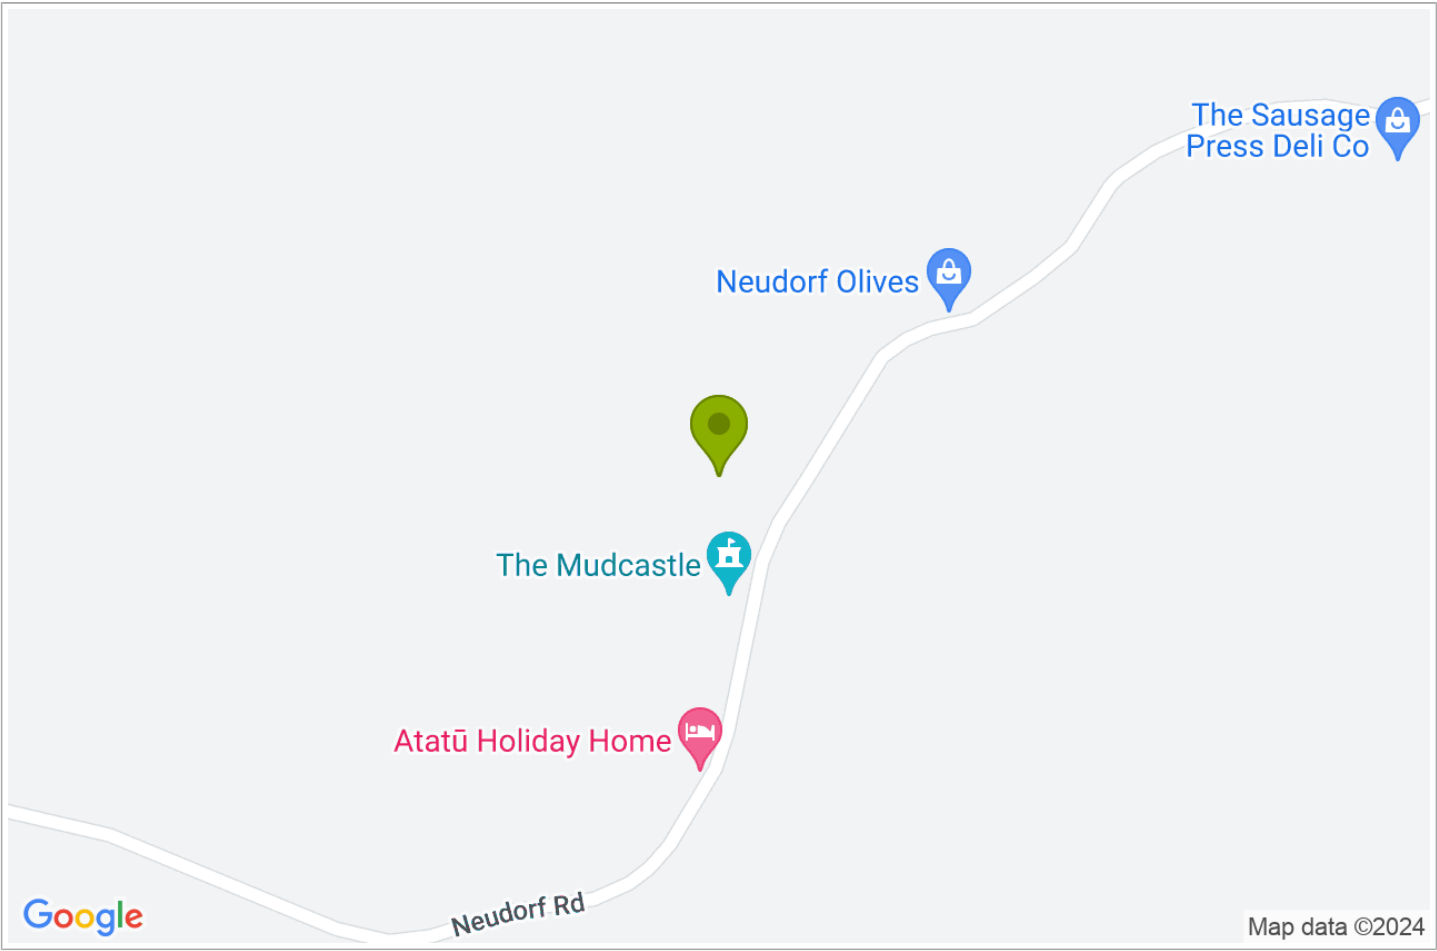 The Sausage
Press Deli Co
Neudorf Olives
The Mudcastle
Atatū Holiday Home
Neudorf Rd
Google
Map data ©2024